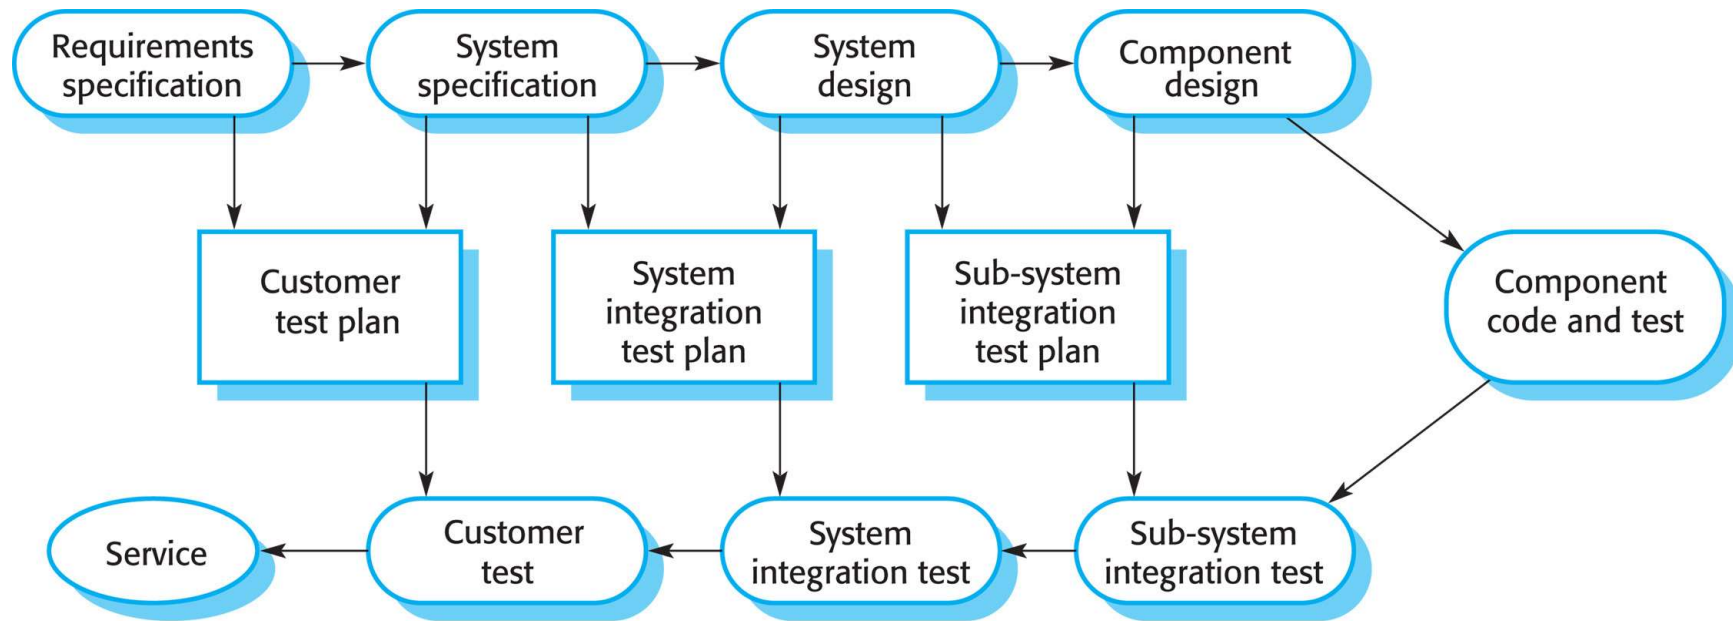 Requirements
specification
System
specification
System
design
Component
design
Customer
test plan
System
integration
test plan
Sub-system
integration
test plan
Component
code and test
Service
Customer
test
System
integration test
Sub-system
integration test